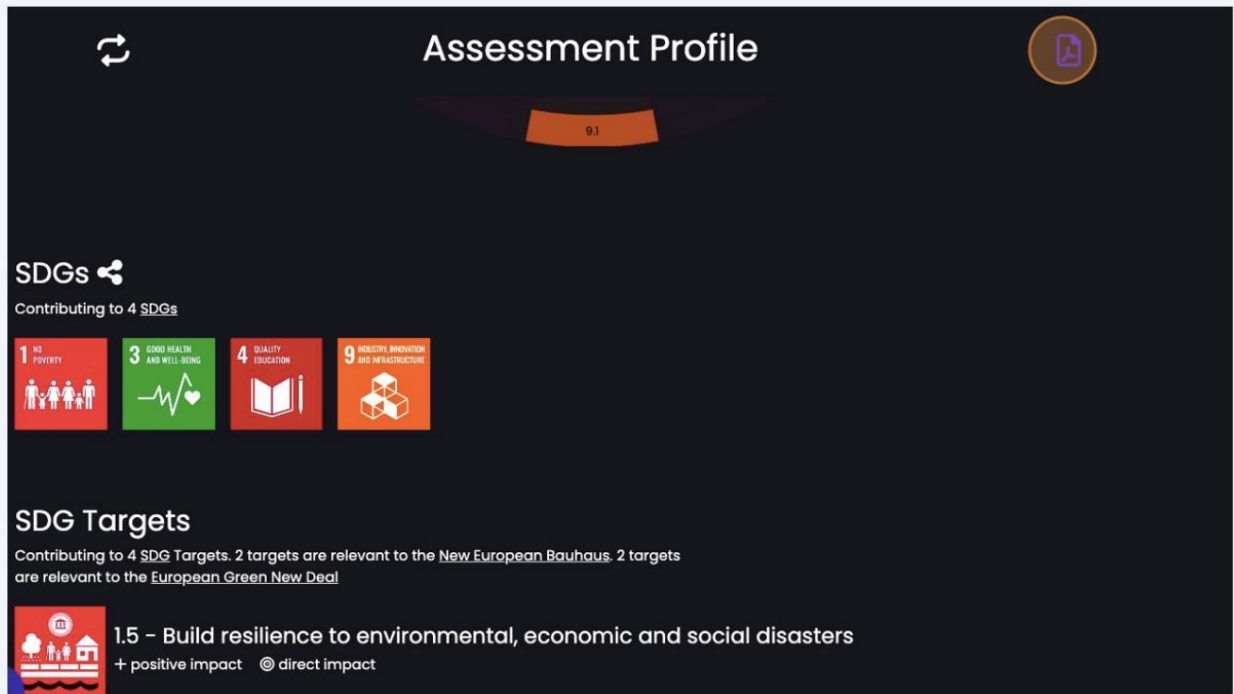 Assessment Profile
9.1
SDGs
Contributing to 4 SDGs
1 NO
POVERTY
3 GOOD HEALTH
AND WELL-BEING
4 QUALITY
EDUCATION
9 INDUSTRY, INNOVATION
AND INFRASTRUCTURE
SDG Targets
Contributing to 4 SDG Targets. 2 targets are relevant to the New European Bauhaus. 2 targets
are relevant to the European Green New Deal
1.5 - Build resilience to environmental, economic and social disasters
+ positive impact direct impact